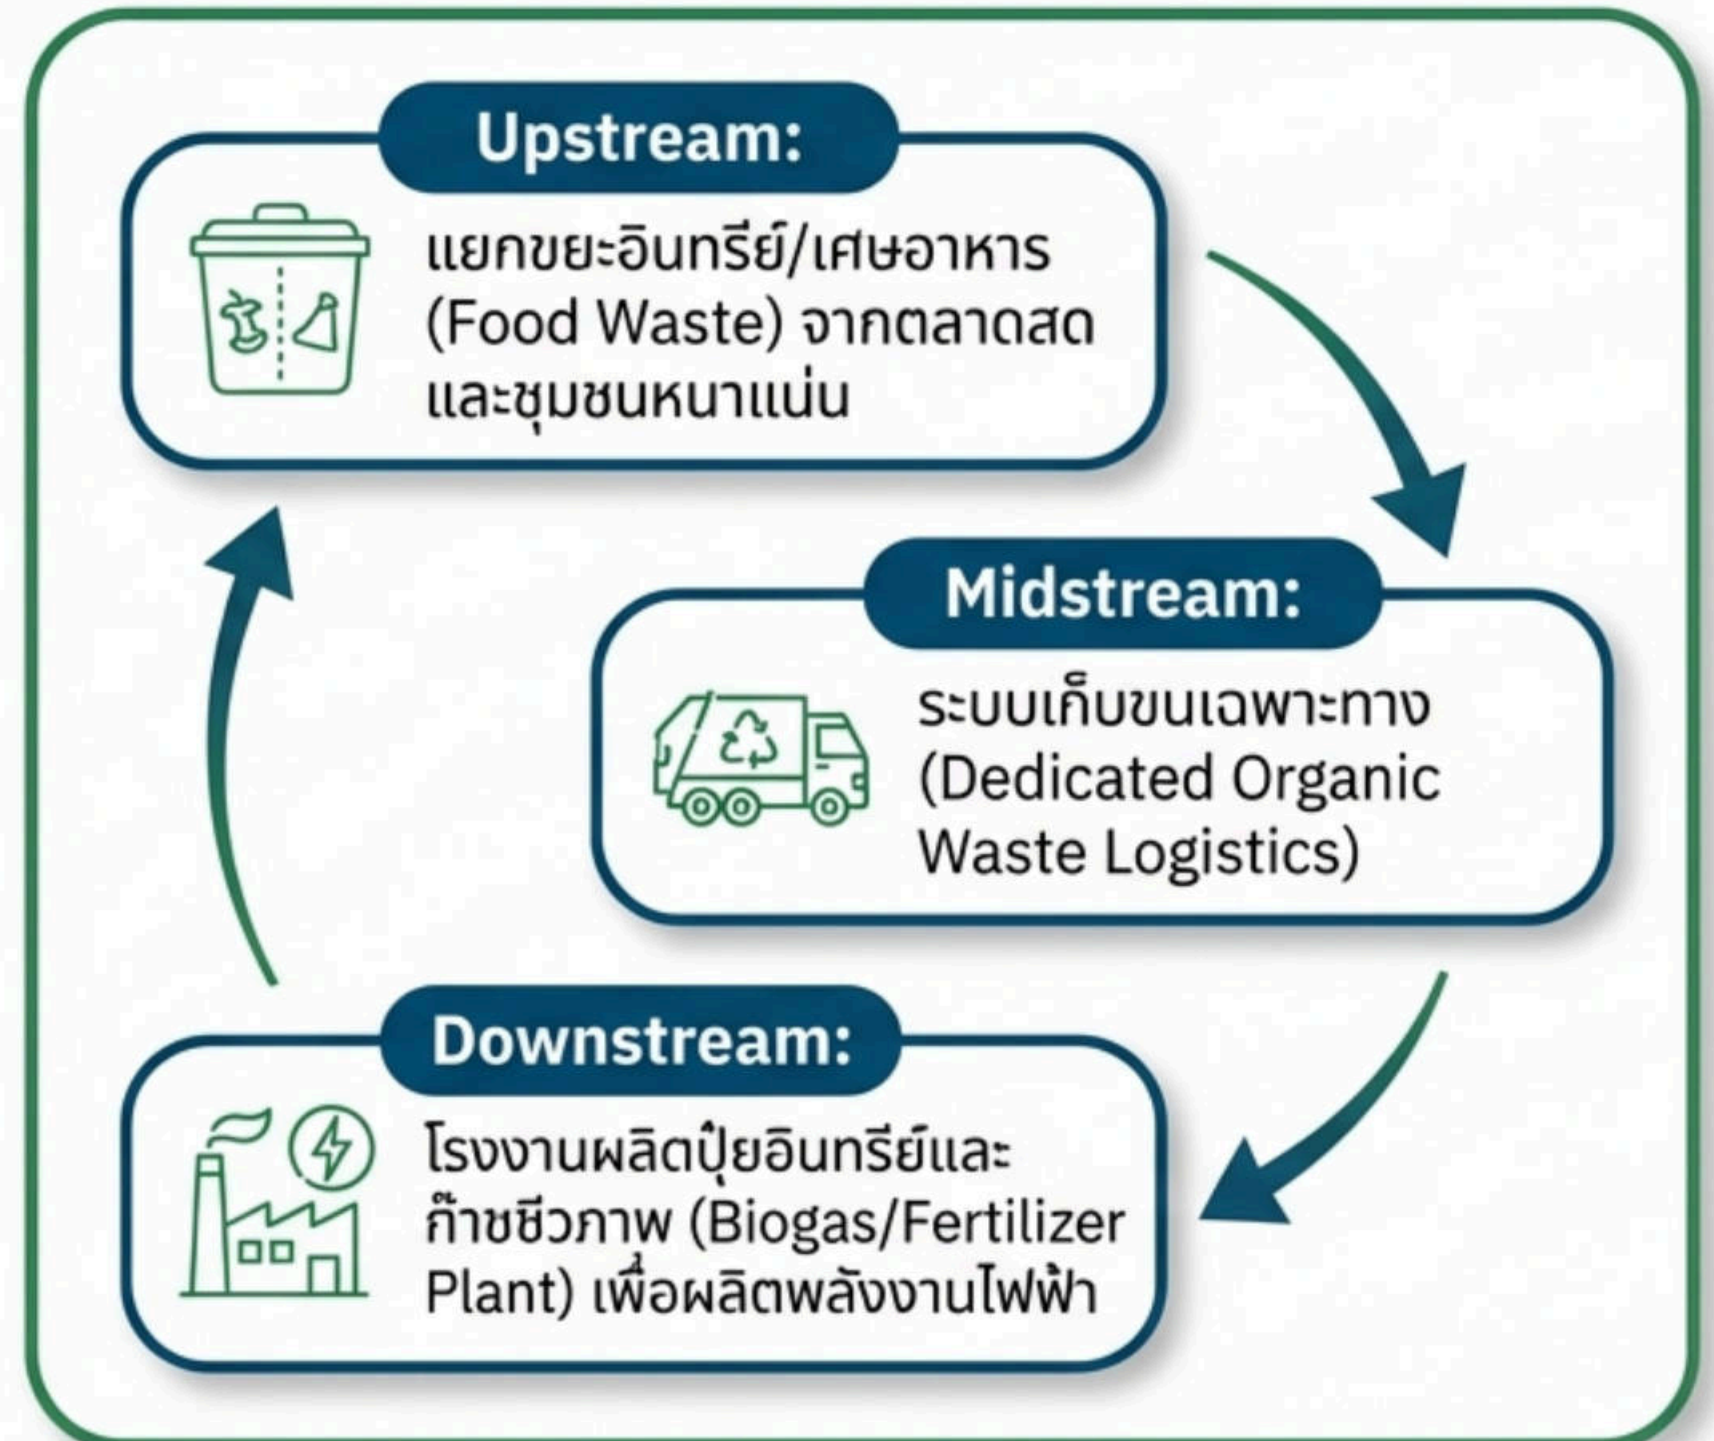 Upstream:
แยกขยะอินทรีย์/เศษอาหาร
(Food Waste) จากตลาดสด
และชุมชนหนาแน่น
Midstream:
ระบบเก็บขนเฉพาะทาง
(Dedicated Organic
Waste Logistics)
Downstream:
โรงงานผลิตปุ๋ยอินทรีย์และ
ก๊าซชีวภาพ (Biogas/Fertilizer
Plant) เพื่อผลิตพลังงานไฟฟ้า